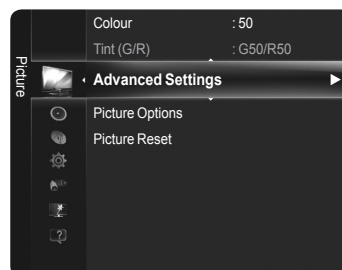 Picture
Colour : 50
Tint (G/R) : G50/R50
Advanced Settings
Picture Options
Picture Reset